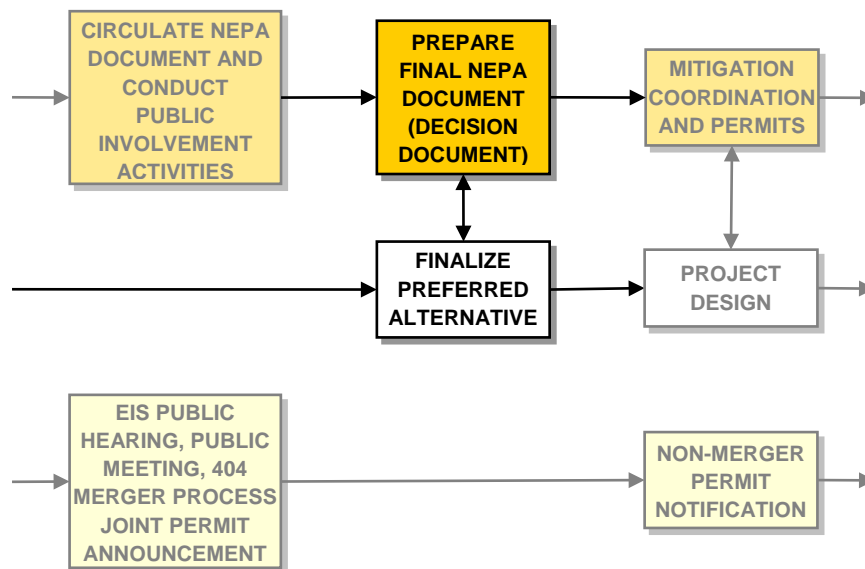 CIRCULATE NEPA
DOCUMENT AND
CONDUCT
PUBLIC
INVOLVEMENT
ACTIVITIES
PREPARE
FINAL NEPA
DOCUMENT
(DECISION
DOCUMENT)
MITIGATION
COORDINATION
AND PERMITS
FINALIZE
PREFERRED
ALTERNATIVE
PROJECT
DESIGN
EIS PUBLIC
HEARING, PUBLIC
MEETING, 404
MERGER PROCESS
JOINT PERMIT
ANNOUNCEMENT
NON-MERGER
PERMIT
NOTIFICATION